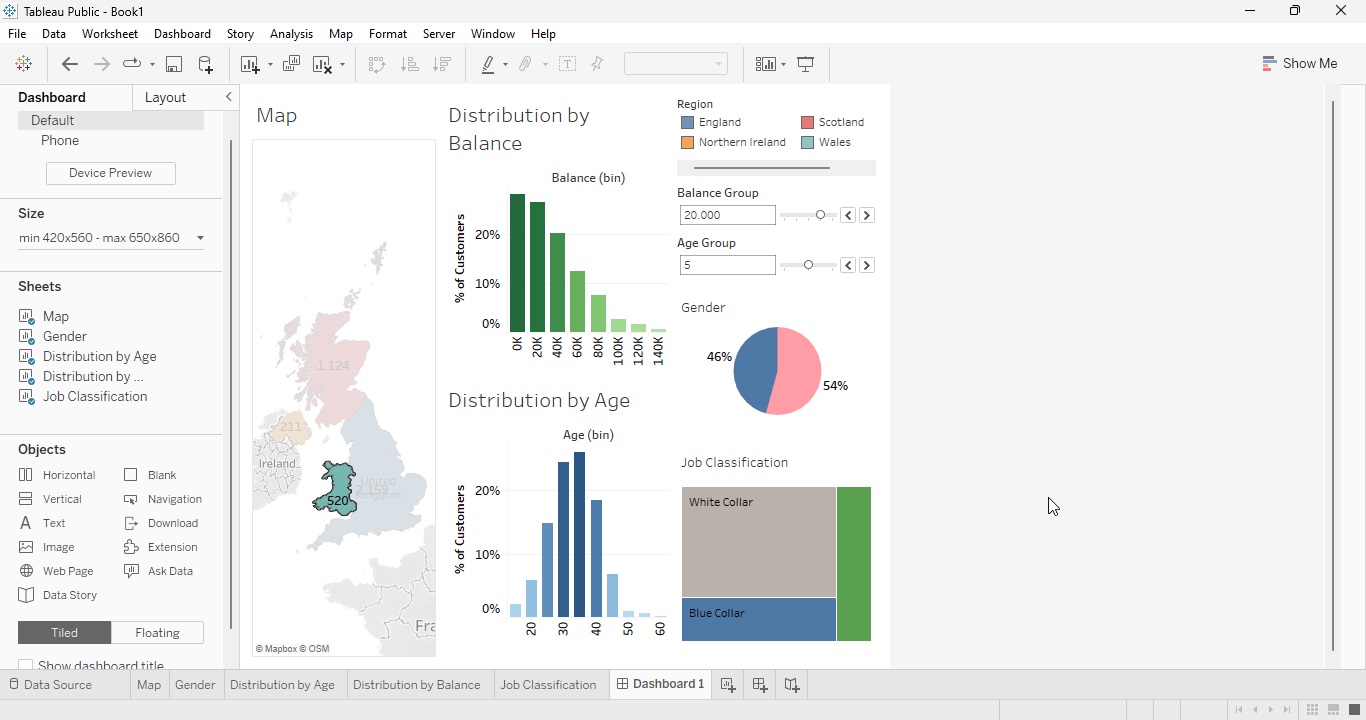 Tableau Public - Book1
File Data Worksheet Dashboard Story Analysis Map Format Server Window Help
Show Me
Dashboard Layout
Default
Phone
Device Preview
Size
min 420x560 - max 650x860
Sheets
Map
Gender
Distribution by Age
Distribution by ...
Job Classification
Objects
Horizontal Blank
Vertical Navigation
Text Download
Image Extension
Web Page Ask Data
Data Story
Tiled Floating
Show dashboard title
Map
1.124
211
Ireland
United
Kingdom
2.159
520
Fra
© Mapbox © OSM
Distribution by
Balance
Balance (bin)
% of Customers
20%
10%
0%
0K 20K 40K 60K 80K 100K 120K 140K
Distribution by Age
Age (bin)
% of Customers
20%
10%
0%
20 30 40 50 60
Region
England Scotland
Northern Ireland Wales
Balance Group
20.000
Age Group
5
Gender
46%
54%
Job Classification
White Collar
Blue Collar
Data Source Map Gender Distribution by Age Distribution by Balance Job Classification Dashboard 1